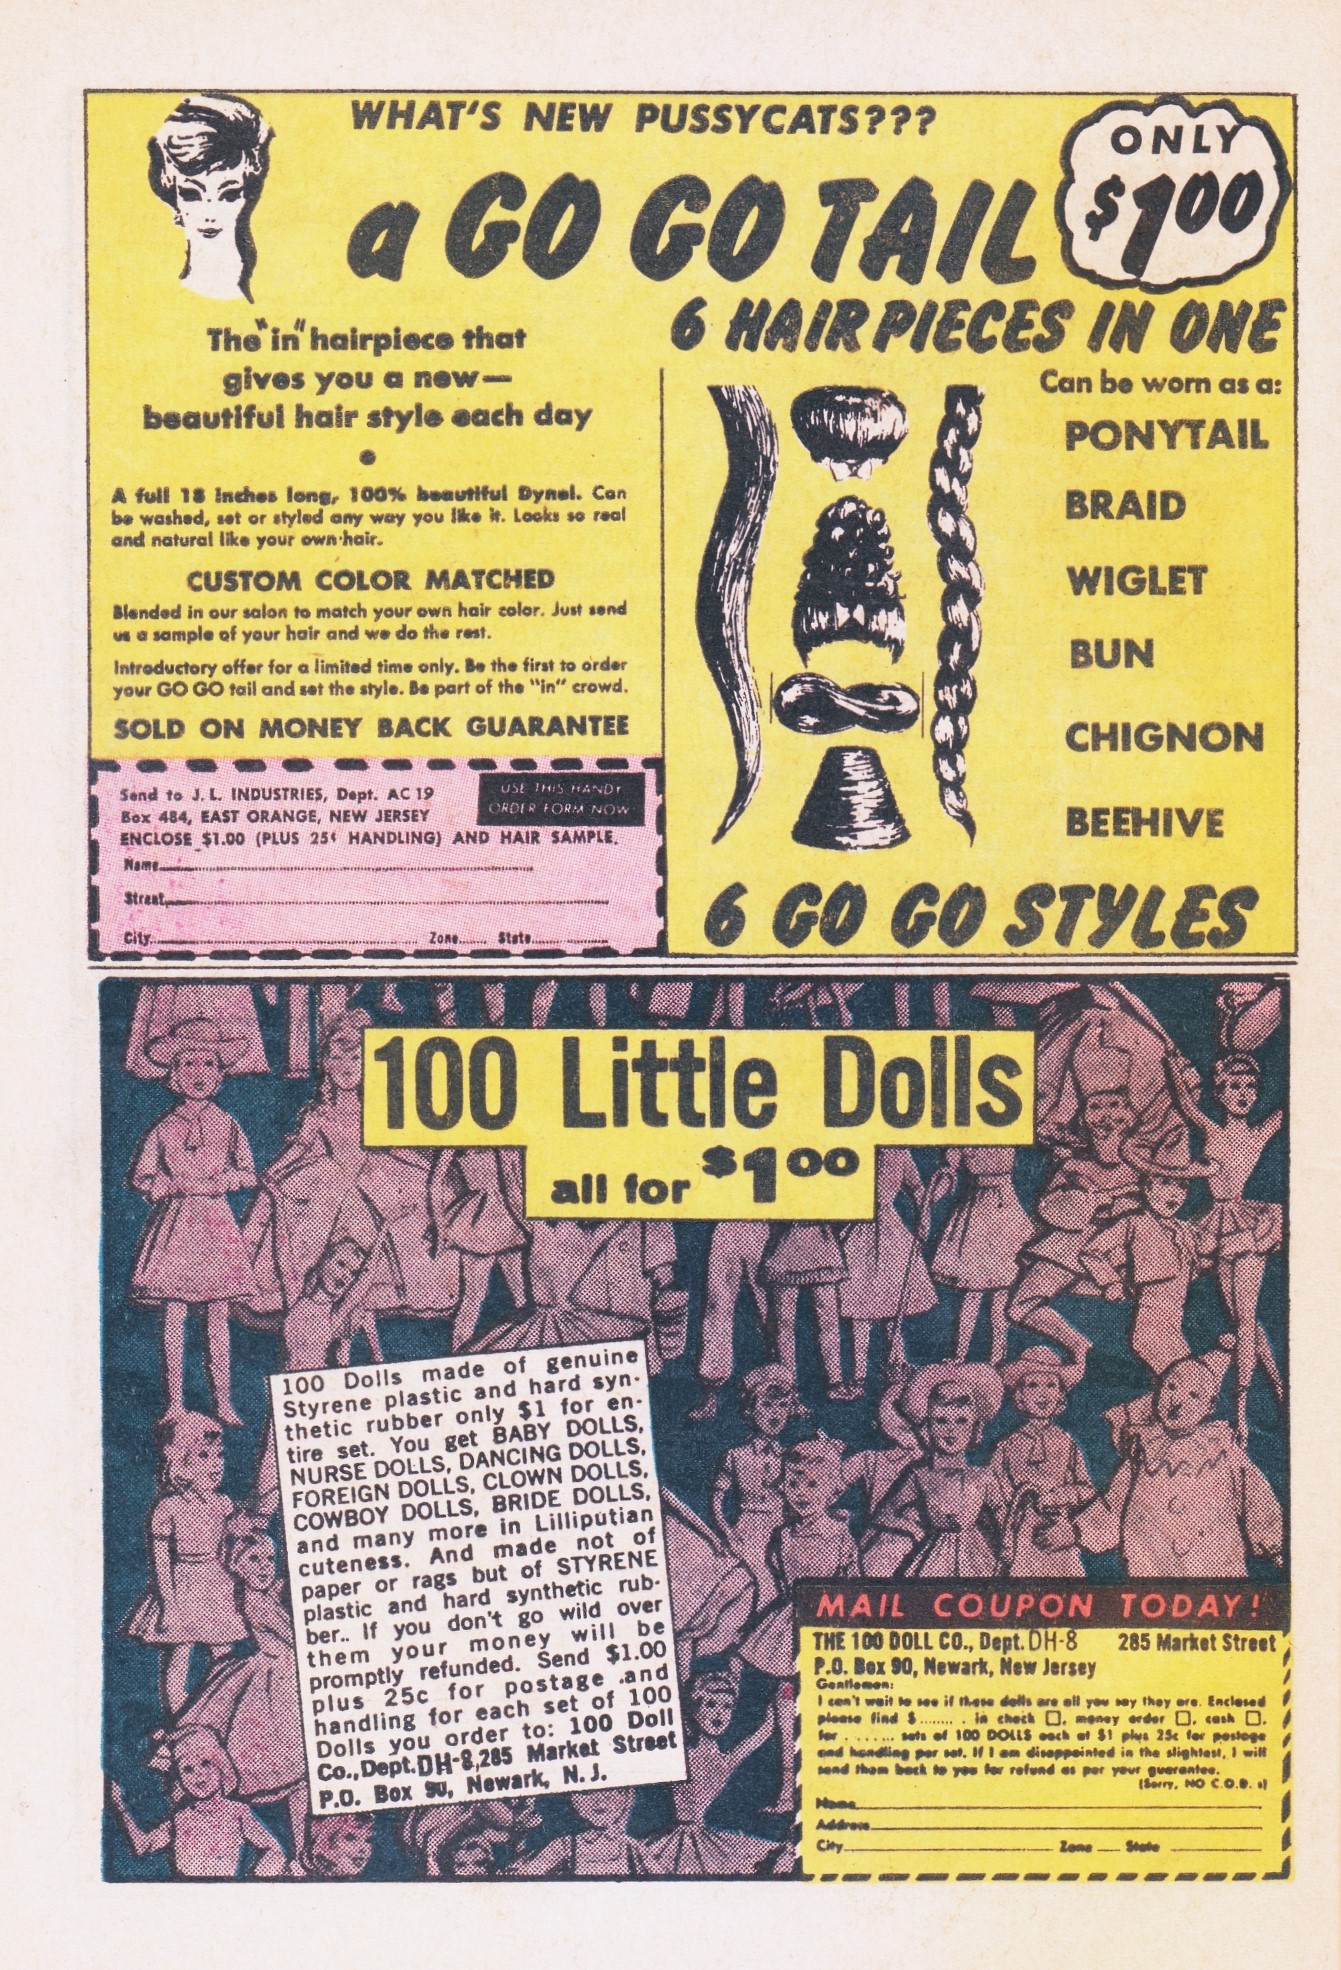 WHAT'S NEW PUSSYCATS???
ONLY
$1.00
a GO GO TAIL
6 HAIRPIECES IN ONE
The "in" hairpiece that
gives you a new—
beautiful hair style each day
•
A full 18 inches long, 100% beautiful Dynel. Can
be washed, set or styled any way you like it. Looks so real
and natural like your own hair.
CUSTOM COLOR MATCHED
Blended in our salon to match your own hair color. Just send
us a sample of your hair and we do the rest.
Introductory offer for a limited time only. Be the first to order
your GO GO tail and set the style. Be part of the "in" crowd.
SOLD ON MONEY BACK GUARANTEE
Send to J. L. INDUSTRIES, Dept. AC 19
Box 484, EAST ORANGE, NEW JERSEY
ENCLOSE $1.00 (PLUS 25¢ HANDLING) AND HAIR SAMPLE.
USE THIS HANDY
ORDER FORM NOW
Name
Street
City Zone State
Can be worn as a:
PONYTAIL
BRAID
WIGLET
BUN
CHIGNON
BEEHIVE
6 GO GO STYLES
100 Little Dolls
all for $1.00
100 Dolls made of genuine
Styrene plastic and hard syn-
thetic rubber only $1 for en-
tire set. You get BABY DOLLS,
NURSE DOLLS, DANCING DOLLS,
FOREIGN DOLLS, CLOWN DOLLS,
COWBOY DOLLS, BRIDE DOLLS,
and many more in Lilliputian
cuteness. And made not of
paper or rags but of STYRENE
plastic and hard synthetic rub-
ber.. If you don't go wild over
them your money will be
promptly refunded. Send $1.00
plus 25c for postage and
handling for each set of 100
Dolls you order to: 100 Doll
Co., Dept. DH-8, 285 Market Street
P.O. Box 90, Newark, N. J.
MAIL COUPON TODAY!
THE 100 DOLL CO., Dept. DH-8 285 Market Street
P.O. Box 90, Newark, New Jersey
Gentlemen:
I can't wait to see if these dolls are all you say they are. Enclosed
please find $ ........ in check □, money order □, cash □,
for ........ sets of 100 DOLLS each at $1 plus 25c for postage
and handling per set. If I am disappointed in the slightest, I will
send them back to you for refund as per your guarantee.
(Sorry, NO C.O.D. s)
Name
Address
City Zone State